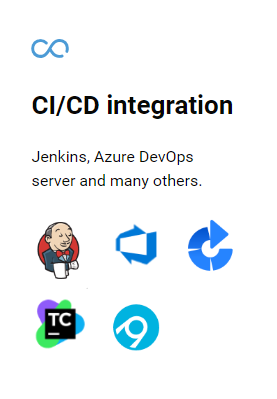 CI/CD integration
Jenkins, Azure DevOps
server and many others.
TC